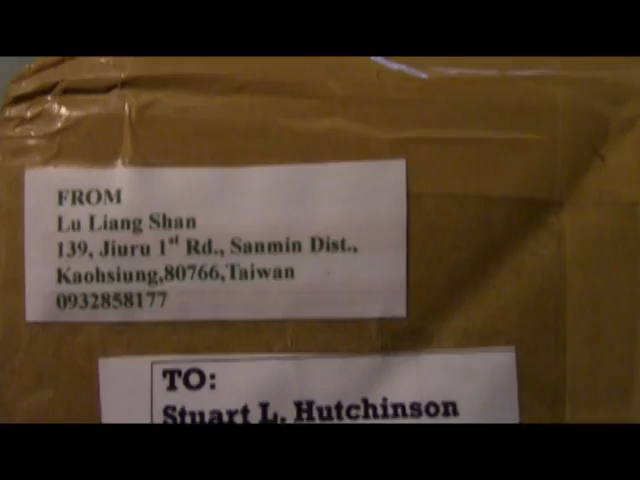 FROM
Lu Liang Shan
139, Jiuru 1st Rd., Sanmin Dist.,
Kaohsiung,80766,Taiwan
0932858177
TO:
Stuart L. Hutchinson